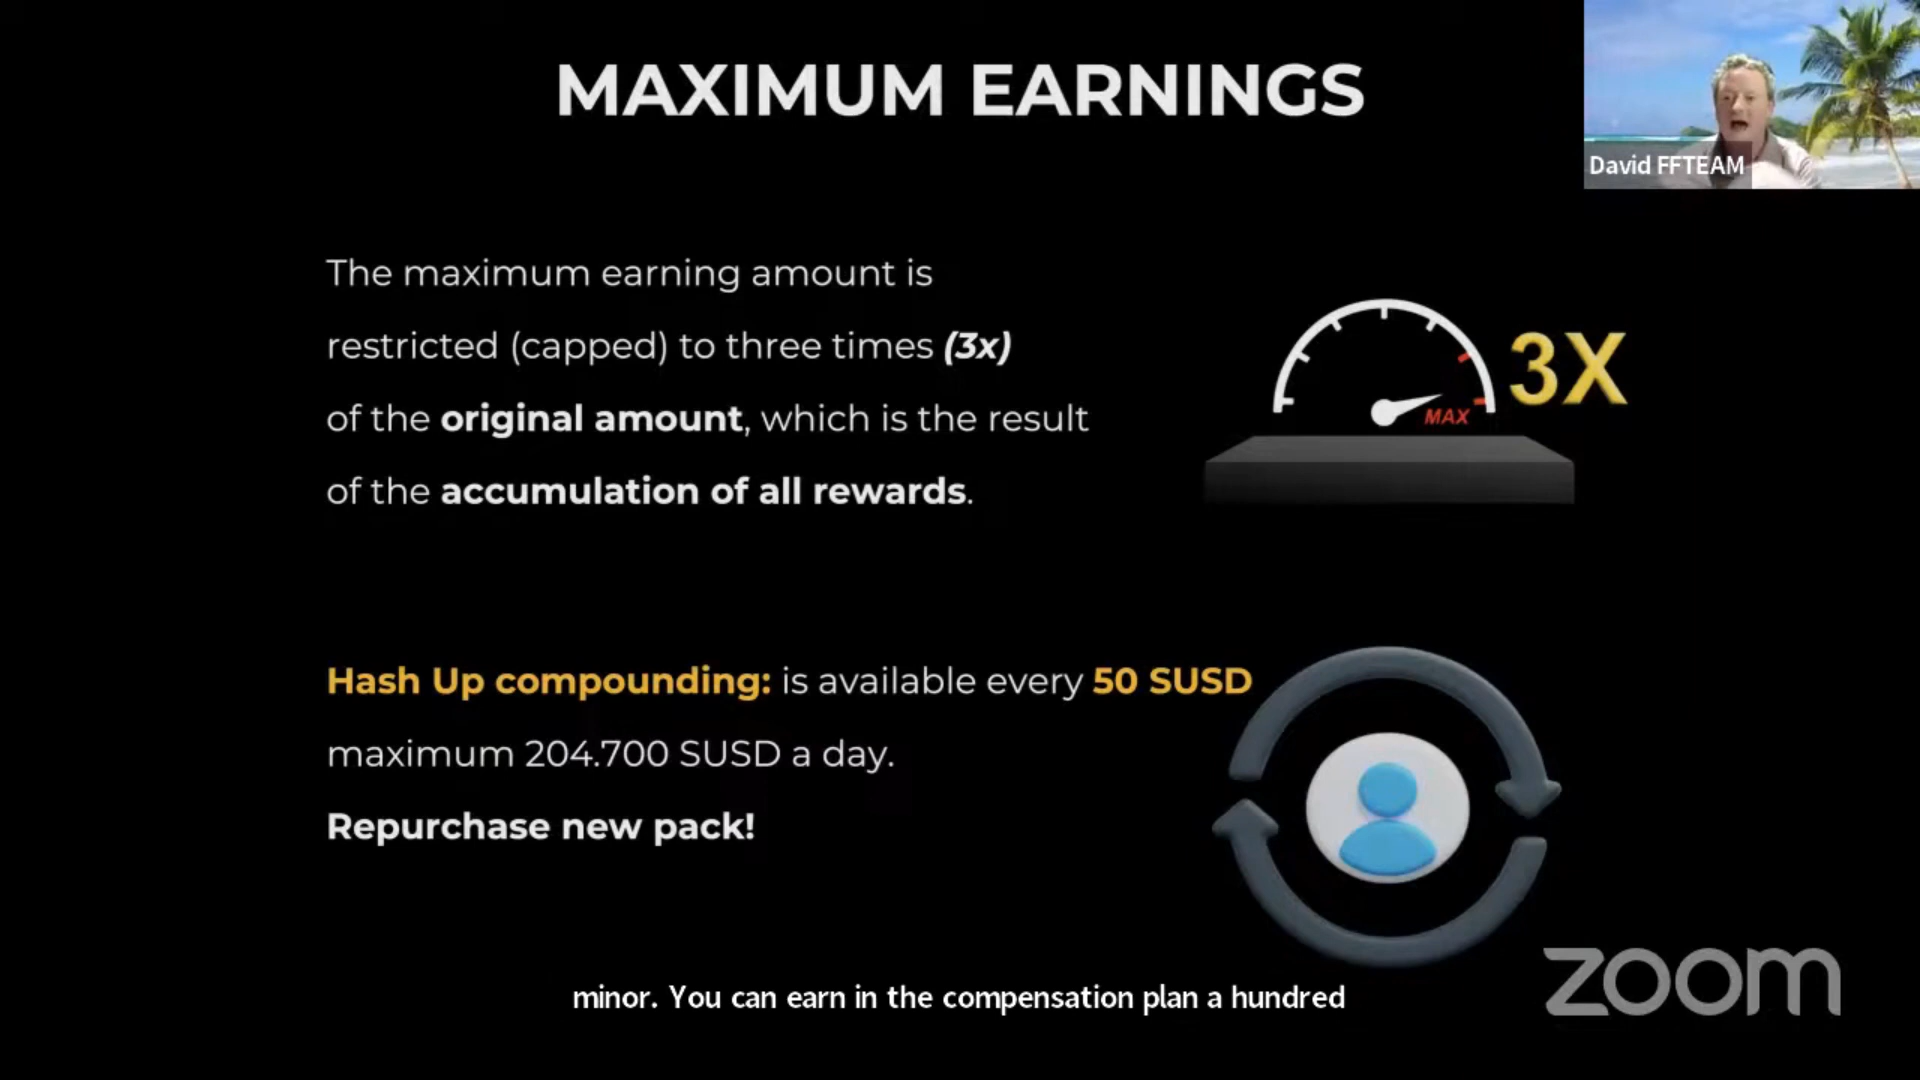 MAXIMUM EARNINGS
David FFTEAM
The maximum earning amount is
restricted (capped) to three times (3x)
of the original amount, which is the result
of the accumulation of all rewards.
MAX
3X
Hash Up compounding: is available every 50 SUSD
maximum 204.700 SUSD a day.
Repurchase new pack!
minor. You can earn in the compensation plan a hundred
zoom